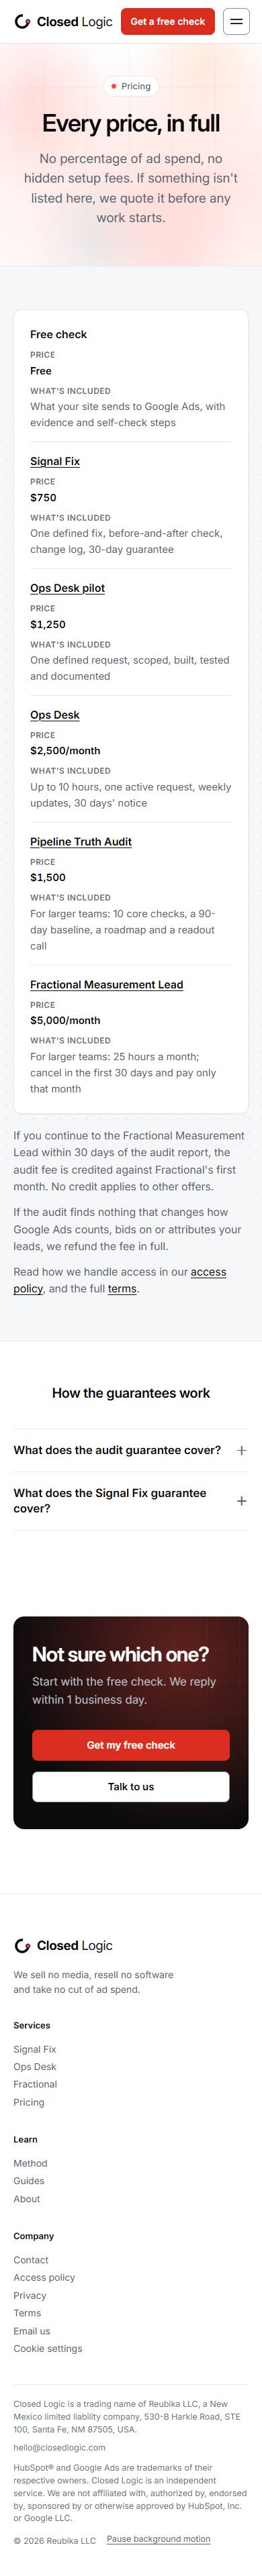 Closed Logic
Get a free check
Pricing
Every price, in full
No percentage of ad spend, no
hidden setup fees. If something isn't
listed here, we quote it before any
work starts.
Free check
PRICE
Free
WHAT'S INCLUDED
What your site sends to Google Ads, with
evidence and self-check steps
Signal Fix
PRICE
$750
WHAT'S INCLUDED
One defined fix, before-and-after check,
change log, 30-day guarantee
Ops Desk pilot
PRICE
$1,250
WHAT'S INCLUDED
One defined request, scoped, built, tested
and documented
Ops Desk
PRICE
$2,500/month
WHAT'S INCLUDED
Up to 10 hours, one active request, weekly
updates, 30 days' notice
Pipeline Truth Audit
PRICE
$1,500
WHAT'S INCLUDED
For larger teams: 10 core checks, a 90-
day baseline, a roadmap and a readout
call
Fractional Measurement Lead
PRICE
$5,000/month
WHAT'S INCLUDED
For larger teams: 25 hours a month;
cancel in the first 30 days and pay only
that month
If you continue to the Fractional Measurement
Lead within 30 days of the audit report, the
audit fee is credited against Fractional's first
month. No credit applies to other offers.
If the audit finds nothing that changes how
Google Ads counts, bids on or attributes your
leads, we refund the fee in full.
Read how we handle access in our access
policy, and the full terms.
How the guarantees work
What does the audit guarantee cover?
What does the Signal Fix guarantee
cover?
Not sure which one?
Start with the free check. We reply
within 1 business day.
Get my free check
Talk to us
Closed Logic
We sell no media, resell no software
and take no cut of ad spend.
Services
Signal Fix
Ops Desk
Fractional
Pricing
Learn
Method
Guides
About
Company
Contact
Access policy
Privacy
Terms
Email us
Cookie settings
Closed Logic is a trading name of Reubika LLC, a New
Mexico limited liability company, 530-B Harkle Road, STE
100, Santa Fe, NM 87505, USA.
hello@closedlogic.com
HubSpot® and Google Ads are trademarks of their
respective owners. Closed Logic is an independent
service. We are not affiliated with, authorized by, endorsed
by, sponsored by or otherwise approved by HubSpot, Inc.
or Google LLC.
© 2026 Reubika LLC Pause background motion